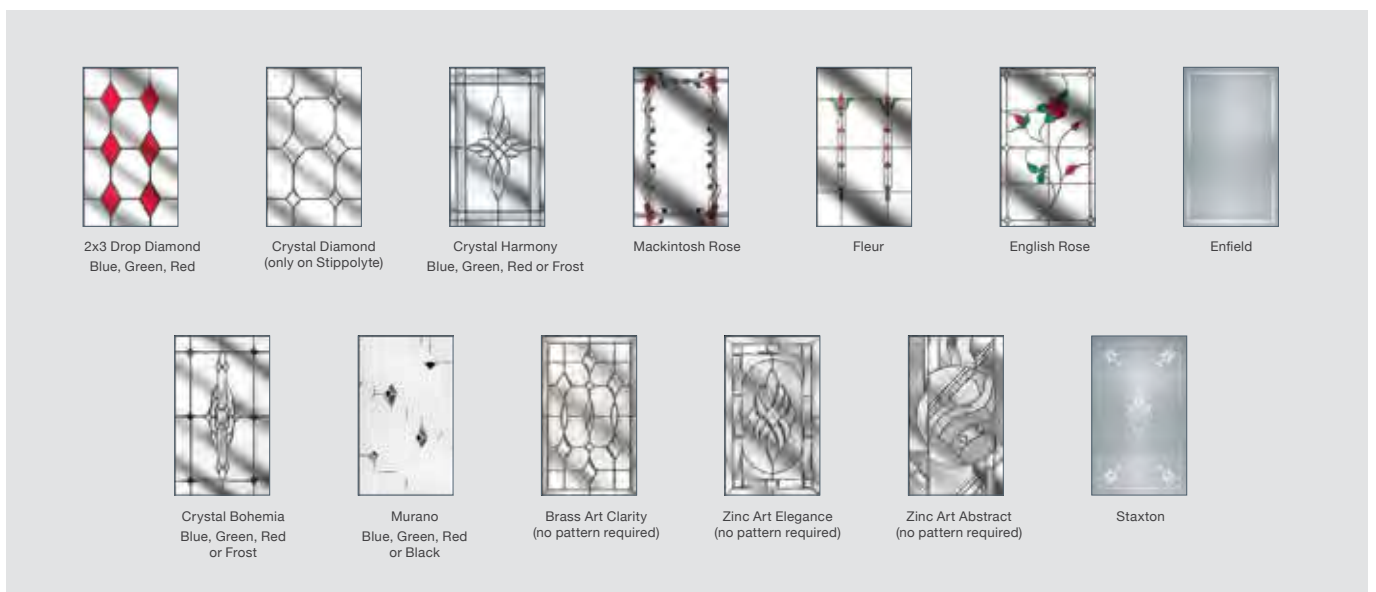 2x3 Drop Diamond
Blue, Green, Red
Crystal Diamond
(only on Stippolyte)
Crystal Harmony
Blue, Green, Red or Frost
Mackintosh Rose
Fleur
English Rose
Enfield
Crystal Bohemia
Blue, Green, Red
or Frost
Murano
Blue, Green, Red
or Black
Brass Art Clarity
(no pattern required)
Zinc Art Elegance
(no pattern required)
Zinc Art Abstract
(no pattern required)
Staxton